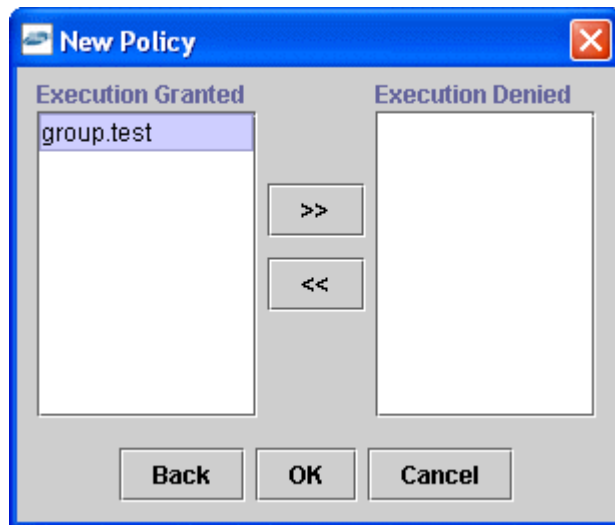 New Policy
Execution Granted
Execution Denied
group.test
>>
<<
Back
OK
Cancel